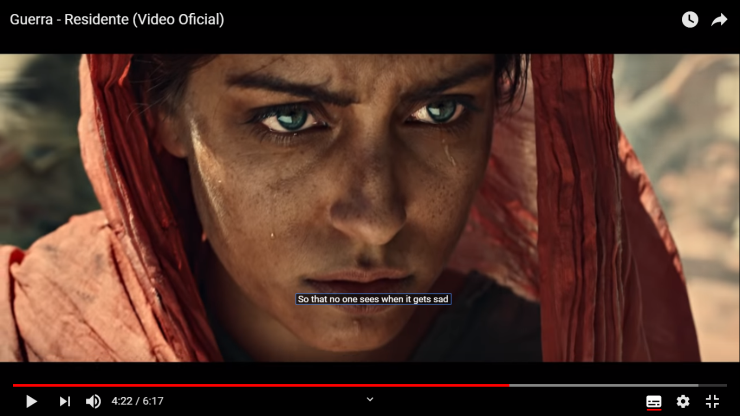 Guerra - Residente (Video Oficial)
So that no one sees when it gets sad
4:22 / 6:17